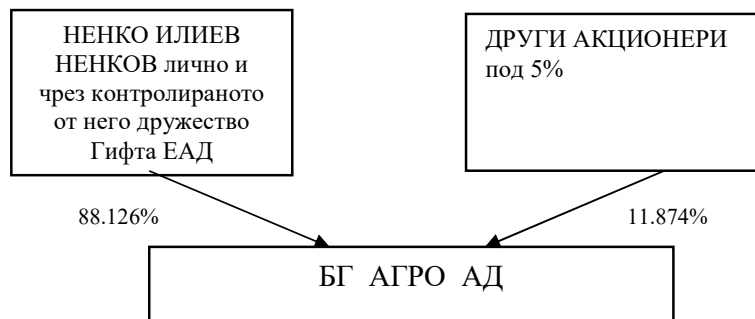 НЕНКО ИЛИЕВ
НЕНКОВ лично и
чрез контролираното
от него дружество
Гифта ЕАД
ДРУГИ АКЦИОНЕРИ
под 5%
88.126%
11.874%
БГ АГРО АД